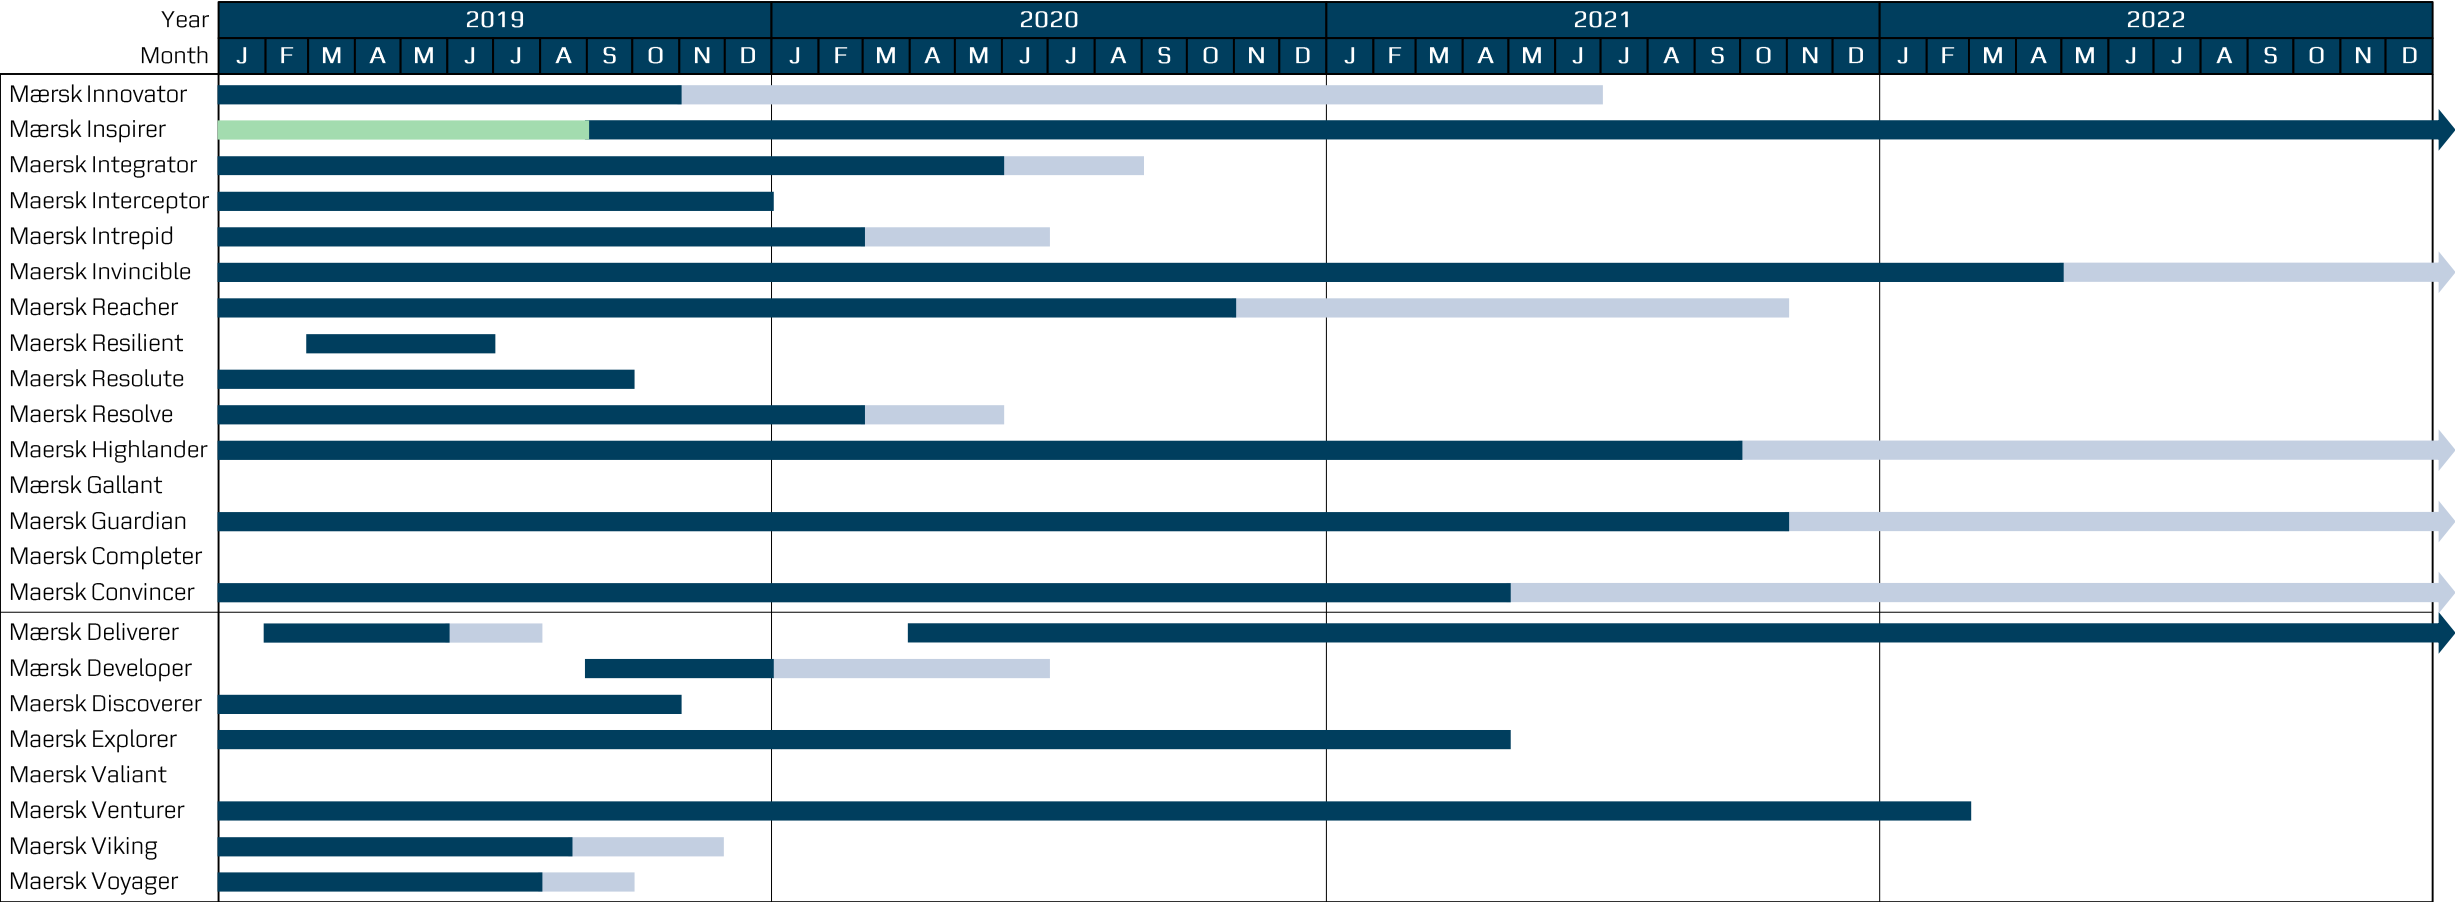 Year 2019 2020 2021 2022
Month J F M A M J J A S O N D J F M A M J J A S O N D J F M A M J J A S O N D J F M A M J J A S O N D
Mærsk Innovator
Mærsk Inspirer
Maersk Integrator
Maersk Interceptor
Maersk Intrepid
Maersk Invincible
Maersk Reacher
Maersk Resilient
Maersk Resolute
Maersk Resolve
Maersk Highlander
Mærsk Gallant
Maersk Guardian
Maersk Completer
Maersk Convincer
Mærsk Deliverer
Mærsk Developer
Maersk Discoverer
Maersk Explorer
Maersk Valiant
Maersk Venturer
Maersk Viking
Maersk Voyager